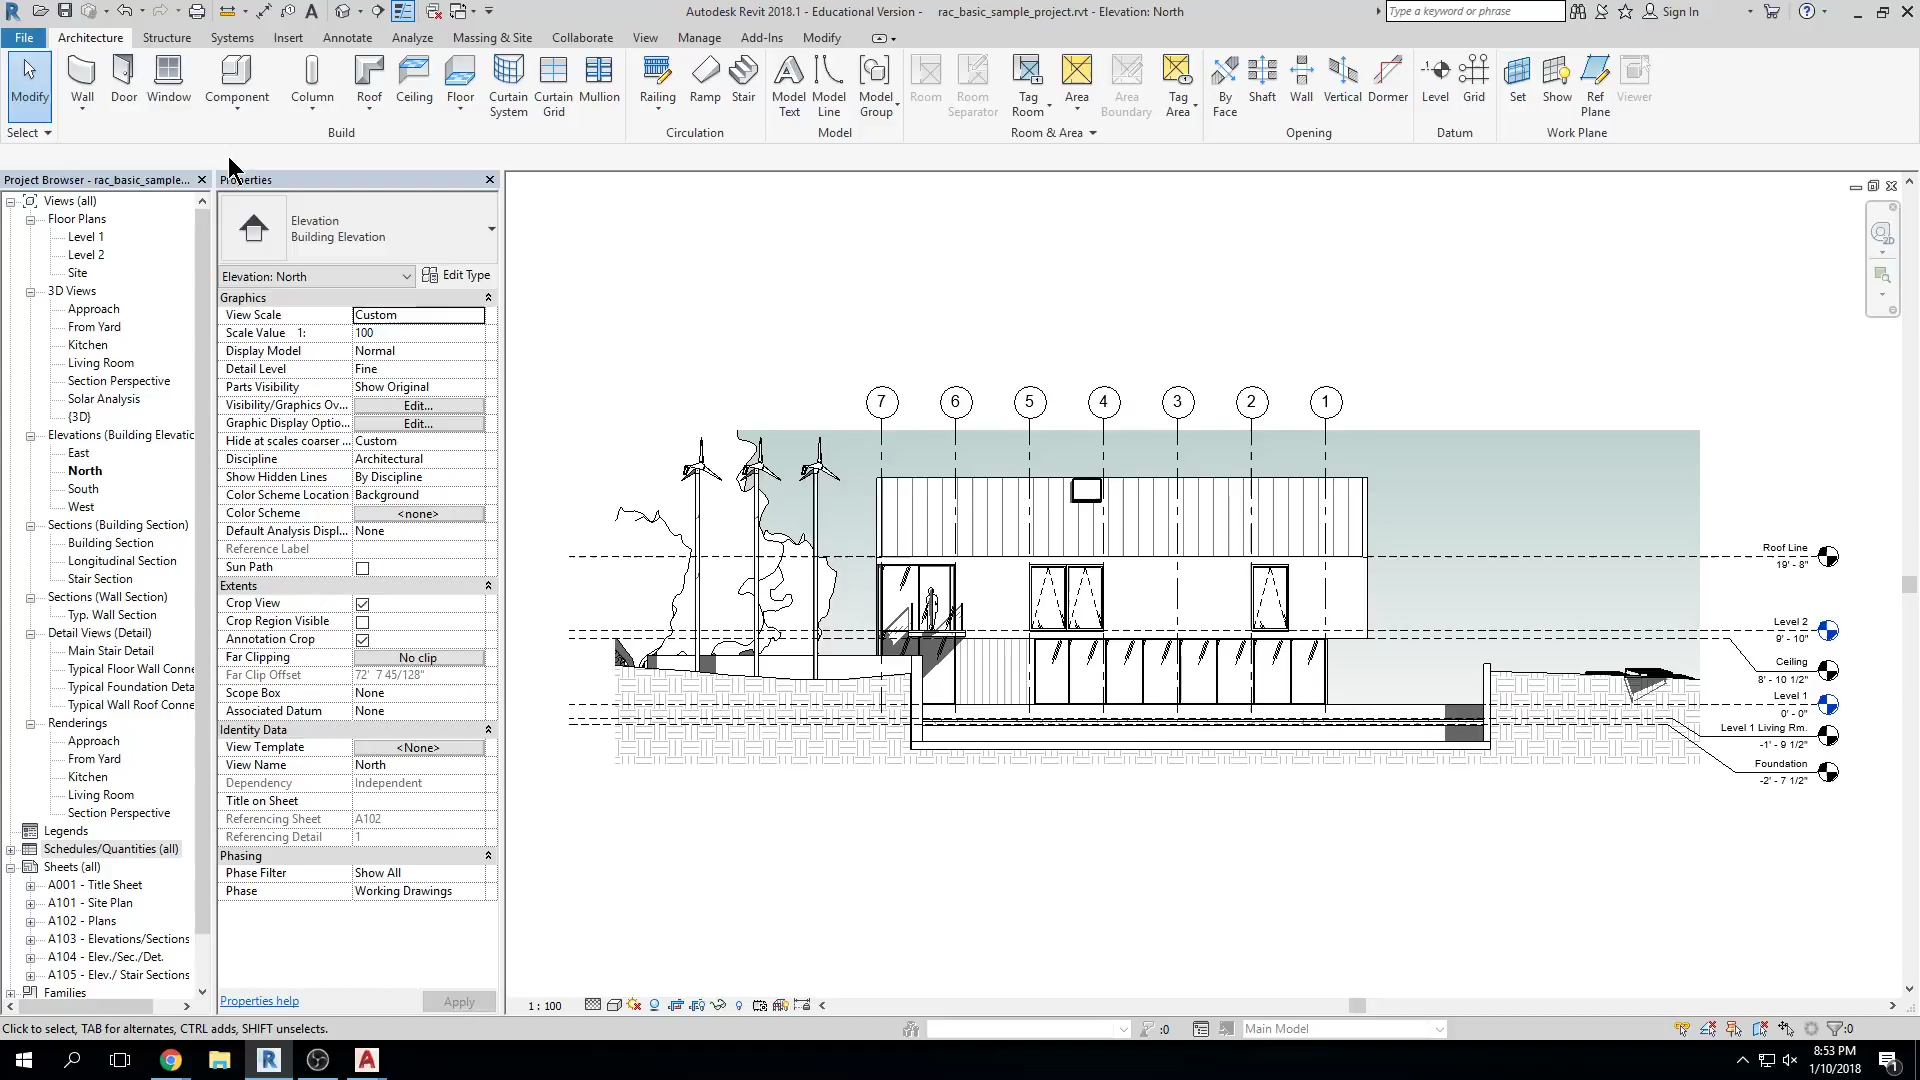 Autodesk Revit 2018.1 - Educational Version -    rac_basic_sample_project.rvt - Elevation: North
Type a keyword or phrase
Sign In
File
Architecture
Structure
Systems
Insert
Annotate
Analyze
Massing & Site
Collaborate
View
Manage
Add-Ins
Modify
Modify
Wall
Door
Window
Component
Column
Roof
Ceiling
Floor
Curtain System
Curtain Grid
Mullion
Railing
Ramp
Stair
Model Text
Model Line
Model Group
Room
Room Separator
Tag Room
Area
Area Boundary
Tag Area
By Face
Shaft
Wall
Vertical
Dormer
Level
Grid
Set
Show
Ref Plane
Viewer
Select
Build
Circulation
Model
Room & Area
Opening
Datum
Work Plane
Project Browser - rac_basic_sample...
Views (all)
Floor Plans
Level 1
Level 2
Site
3D Views
Approach
From Yard
Kitchen
Living Room
Section Perspective
Solar Analysis
{3D}
Elevations (Building Elevatic
East
North
South
West
Sections (Building Section)
Building Section
Longitudinal Section
Stair Section
Sections (Wall Section)
Typ. Wall Section
Detail Views (Detail)
Main Stair Detail
Typical Floor Wall Conne
Typical Foundation Deta
Typical Wall Roof Conne
Renderings
Approach
From Yard
Kitchen
Living Room
Section Perspective
Legends
Schedules/Quantities (all)
Sheets (all)
A001 - Title Sheet
A101 - Site Plan
A102 - Plans
A103 - Elevations/Sections
A104 - Elev./Sec./Det.
A105 - Elev./ Stair Sections
Families
Properties
Elevation
Building Elevation
Elevation: North
Edit Type
Graphics
View Scale Custom
Scale Value 1: 100
Display Model Normal
Detail Level Fine
Parts Visibility Show Original
Visibility/Graphics Ov... Edit...
Graphic Display Optio... Edit...
Hide at scales coarser ... Custom
Discipline Architectural
Show Hidden Lines By Discipline
Color Scheme Location Background
Color Scheme <none>
Default Analysis Displ... None
Reference Label
Sun Path
Extents
Crop View
Crop Region Visible
Annotation Crop
Far Clipping No clip
Far Clip Offset 72' 7 45/128"
Scope Box None
Associated Datum None
Identity Data
View Template <None>
View Name North
Dependency Independent
Title on Sheet
Referencing Sheet A102
Referencing Detail 1
Phasing
Phase Filter Show All
Phase Working Drawings
Properties help
Apply
7 6 5 4 3 2 1
Roof Line
19' - 8"
Level 2
9' - 10"
Ceiling
8' - 10 1/2"
Level 1
0' - 0"
Level 1 Living Rm.
-1' - 9 1/2"
Foundation
-2' - 7 1/2"
2D
1 : 100
Click to select, TAB for alternates, CTRL adds, SHIFT unselects.
:0
Main Model
:0
8:53 PM
1/10/2018
1